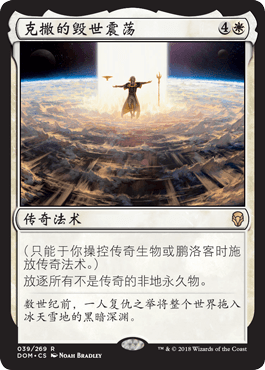 克撒的毁世震荡 4
传奇法术
（只能于你操控传奇生物或鹏洛客时施
放传奇法术。）
放逐所有不是传奇的非地永久物。
数世纪前，一人复仇之举将整个世界拖入
冰天雪地的黑暗深渊。
039/269 R
DOM • CS NOAH BRADLEY
™ & © 2018 Wizards of the Coast